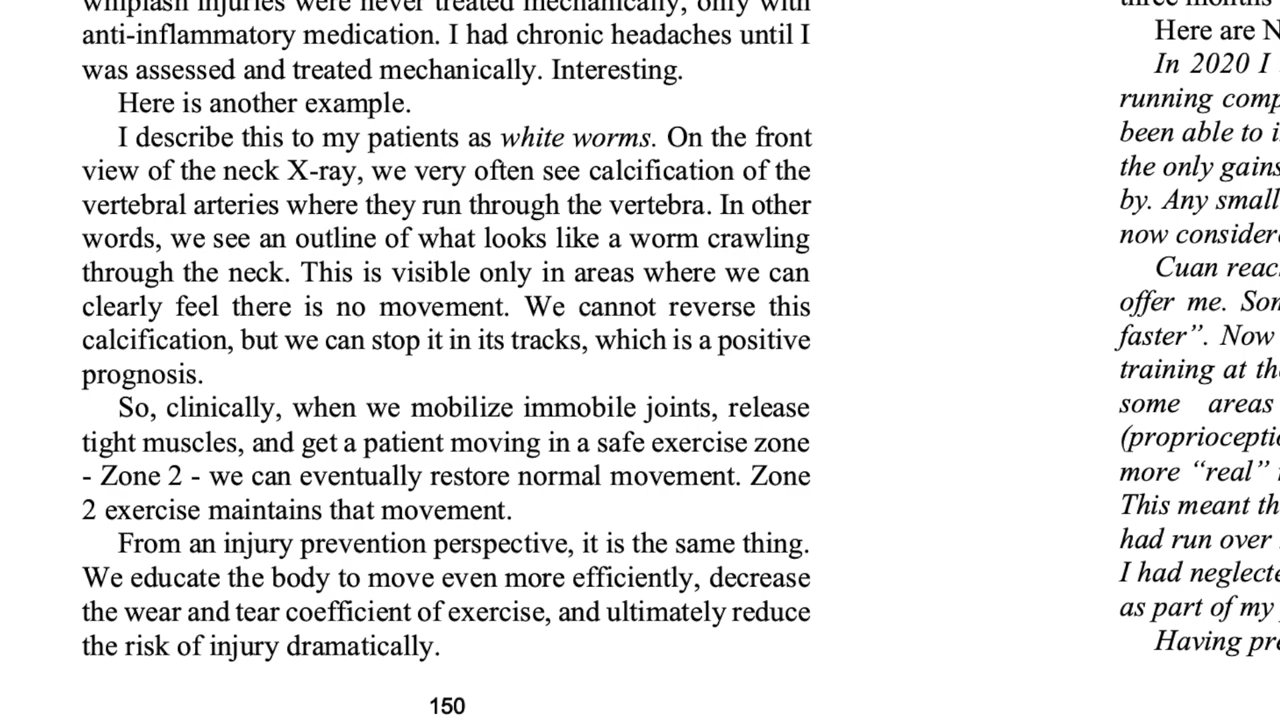 whiplash injuries were never treated mechanically, only with
anti-inflammatory medication. I had chronic headaches until I
was assessed and treated mechanically. Interesting.
Here is another example.
I describe this to my patients as white worms. On the front
view of the neck X-ray, we very often see calcification of the
vertebral arteries where they run through the vertebra. In other
words, we see an outline of what looks like a worm crawling
through the neck. This is visible only in areas where we can
clearly feel there is no movement. We cannot reverse this
calcification, but we can stop it in its tracks, which is a positive
prognosis.
So, clinically, when we mobilize immobile joints, release
tight muscles, and get a patient moving in a safe exercise zone
- Zone 2 - we can eventually restore normal movement. Zone
2 exercise maintains that movement.
From an injury prevention perspective, it is the same thing.
We educate the body to move even more efficiently, decrease
the wear and tear coefficient of exercise, and ultimately reduce
the risk of injury dramatically.
150
three months
Here are
In 2020 I
running
been able to
the only gains
by. Any small
now
Cuan
offer me.
faster”. Now
training at
some areas
more “real”
This meant
had run over
I had
as part of my
Having